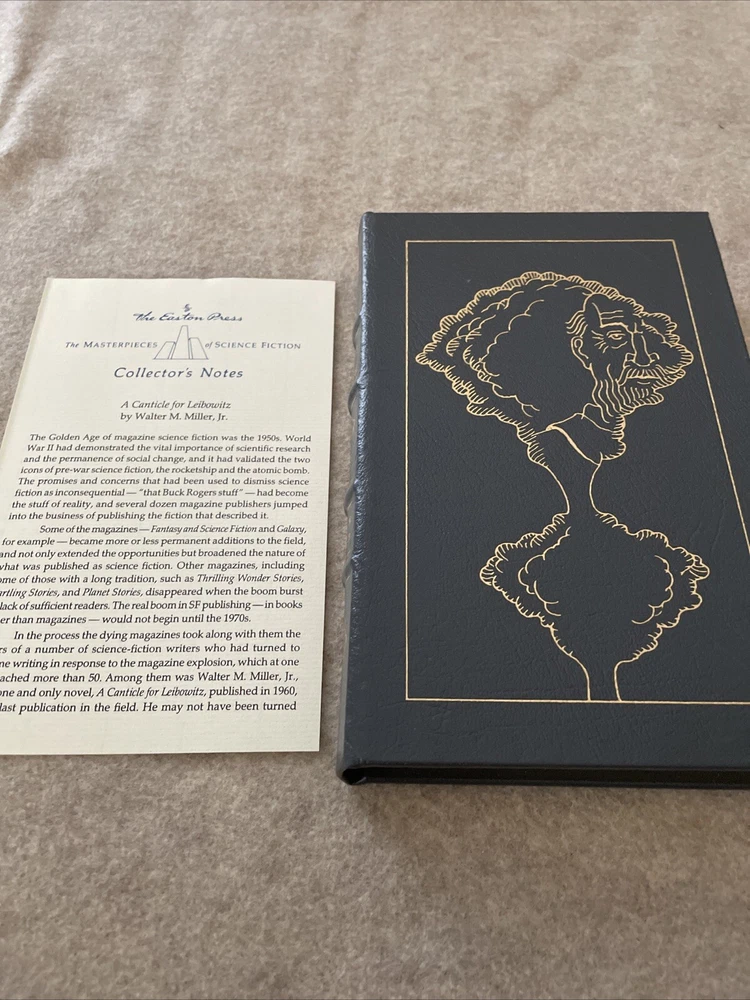 The Easton Press
The MASTERPIECES of SCIENCE FICTION
Collector's Notes
A Canticle for Leibowitz
by Walter M. Miller, Jr.
The Golden Age of magazine science fiction was the 1950s. World
War II had demonstrated the vital importance of scientific research
and the permanence of social change, and it had validated the two
icons of pre-war science fiction, the rocketship and the atomic bomb.
The promises and concerns that had been used to dismiss science
fiction as inconsequential — "that Buck Rogers stuff" — had become
the stuff of reality, and several dozen magazine publishers jumped
into the business of publishing the fiction that described it.
Some of the magazines — Fantasy and Science Fiction and Galaxy,
for example — became more or less permanent additions to the field,
and not only extended the opportunities but broadened the nature of
what was published as science fiction. Other magazines, including
ome of those with a long tradition, such as Thrilling Wonder Stories,
artling Stories, and Planet Stories, disappeared when the boom burst
lack of sufficient readers. The real boom in SF publishing — in books
er than magazines — would not begin until the 1970s.
In the process the dying magazines took along with them the
rs of a number of science-fiction writers who had turned to
ne writing in response to the magazine explosion, which at one
ached more than 50. Among them was Walter M. Miller, Jr.,
one and only novel, A Canticle for Leibowitz, published in 1960,
last publication in the field. He may not have been turned